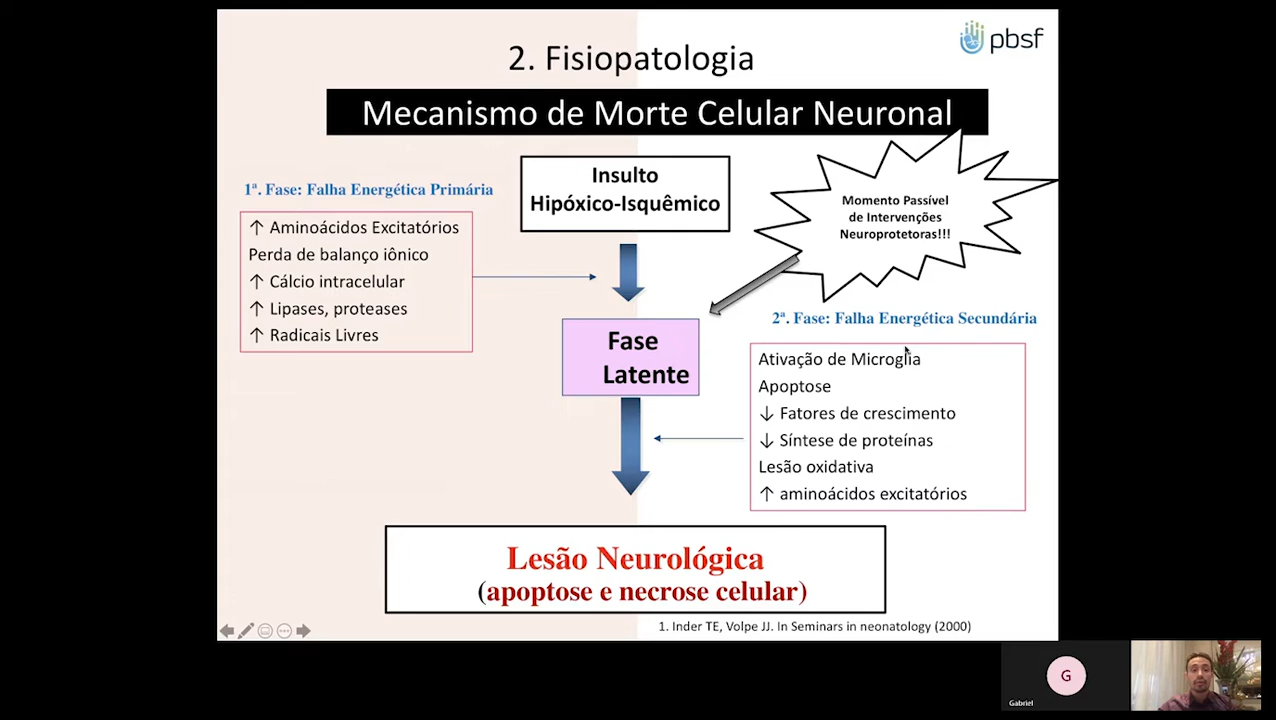 pbsf
2. Fisiopatologia
Mecanismo de Morte Celular Neuronal
Insulto
Hipóxico-Isquêmico
1ª. Fase: Falha Energética Primária
↑ Aminoácidos Excitatórios
Perda de balanço iônico
↑ Cálcio intracelular
↑ Lipases, proteases
↑ Radicais Livres
Momento Passível
de Intervenções
Neuroprotetoras!!!
Fase
Latente
2ª. Fase: Falha Energética Secundária
Ativação de Microglia
Apoptose
↓ Fatores de crescimento
↓ Síntese de proteínas
Lesão oxidativa
↑ aminoácidos excitatórios
Lesão Neurológica
(apoptose e necrose celular)
1. Inder TE, Volpe JJ. In Seminars in neonatology (2000)
G
Gabriel